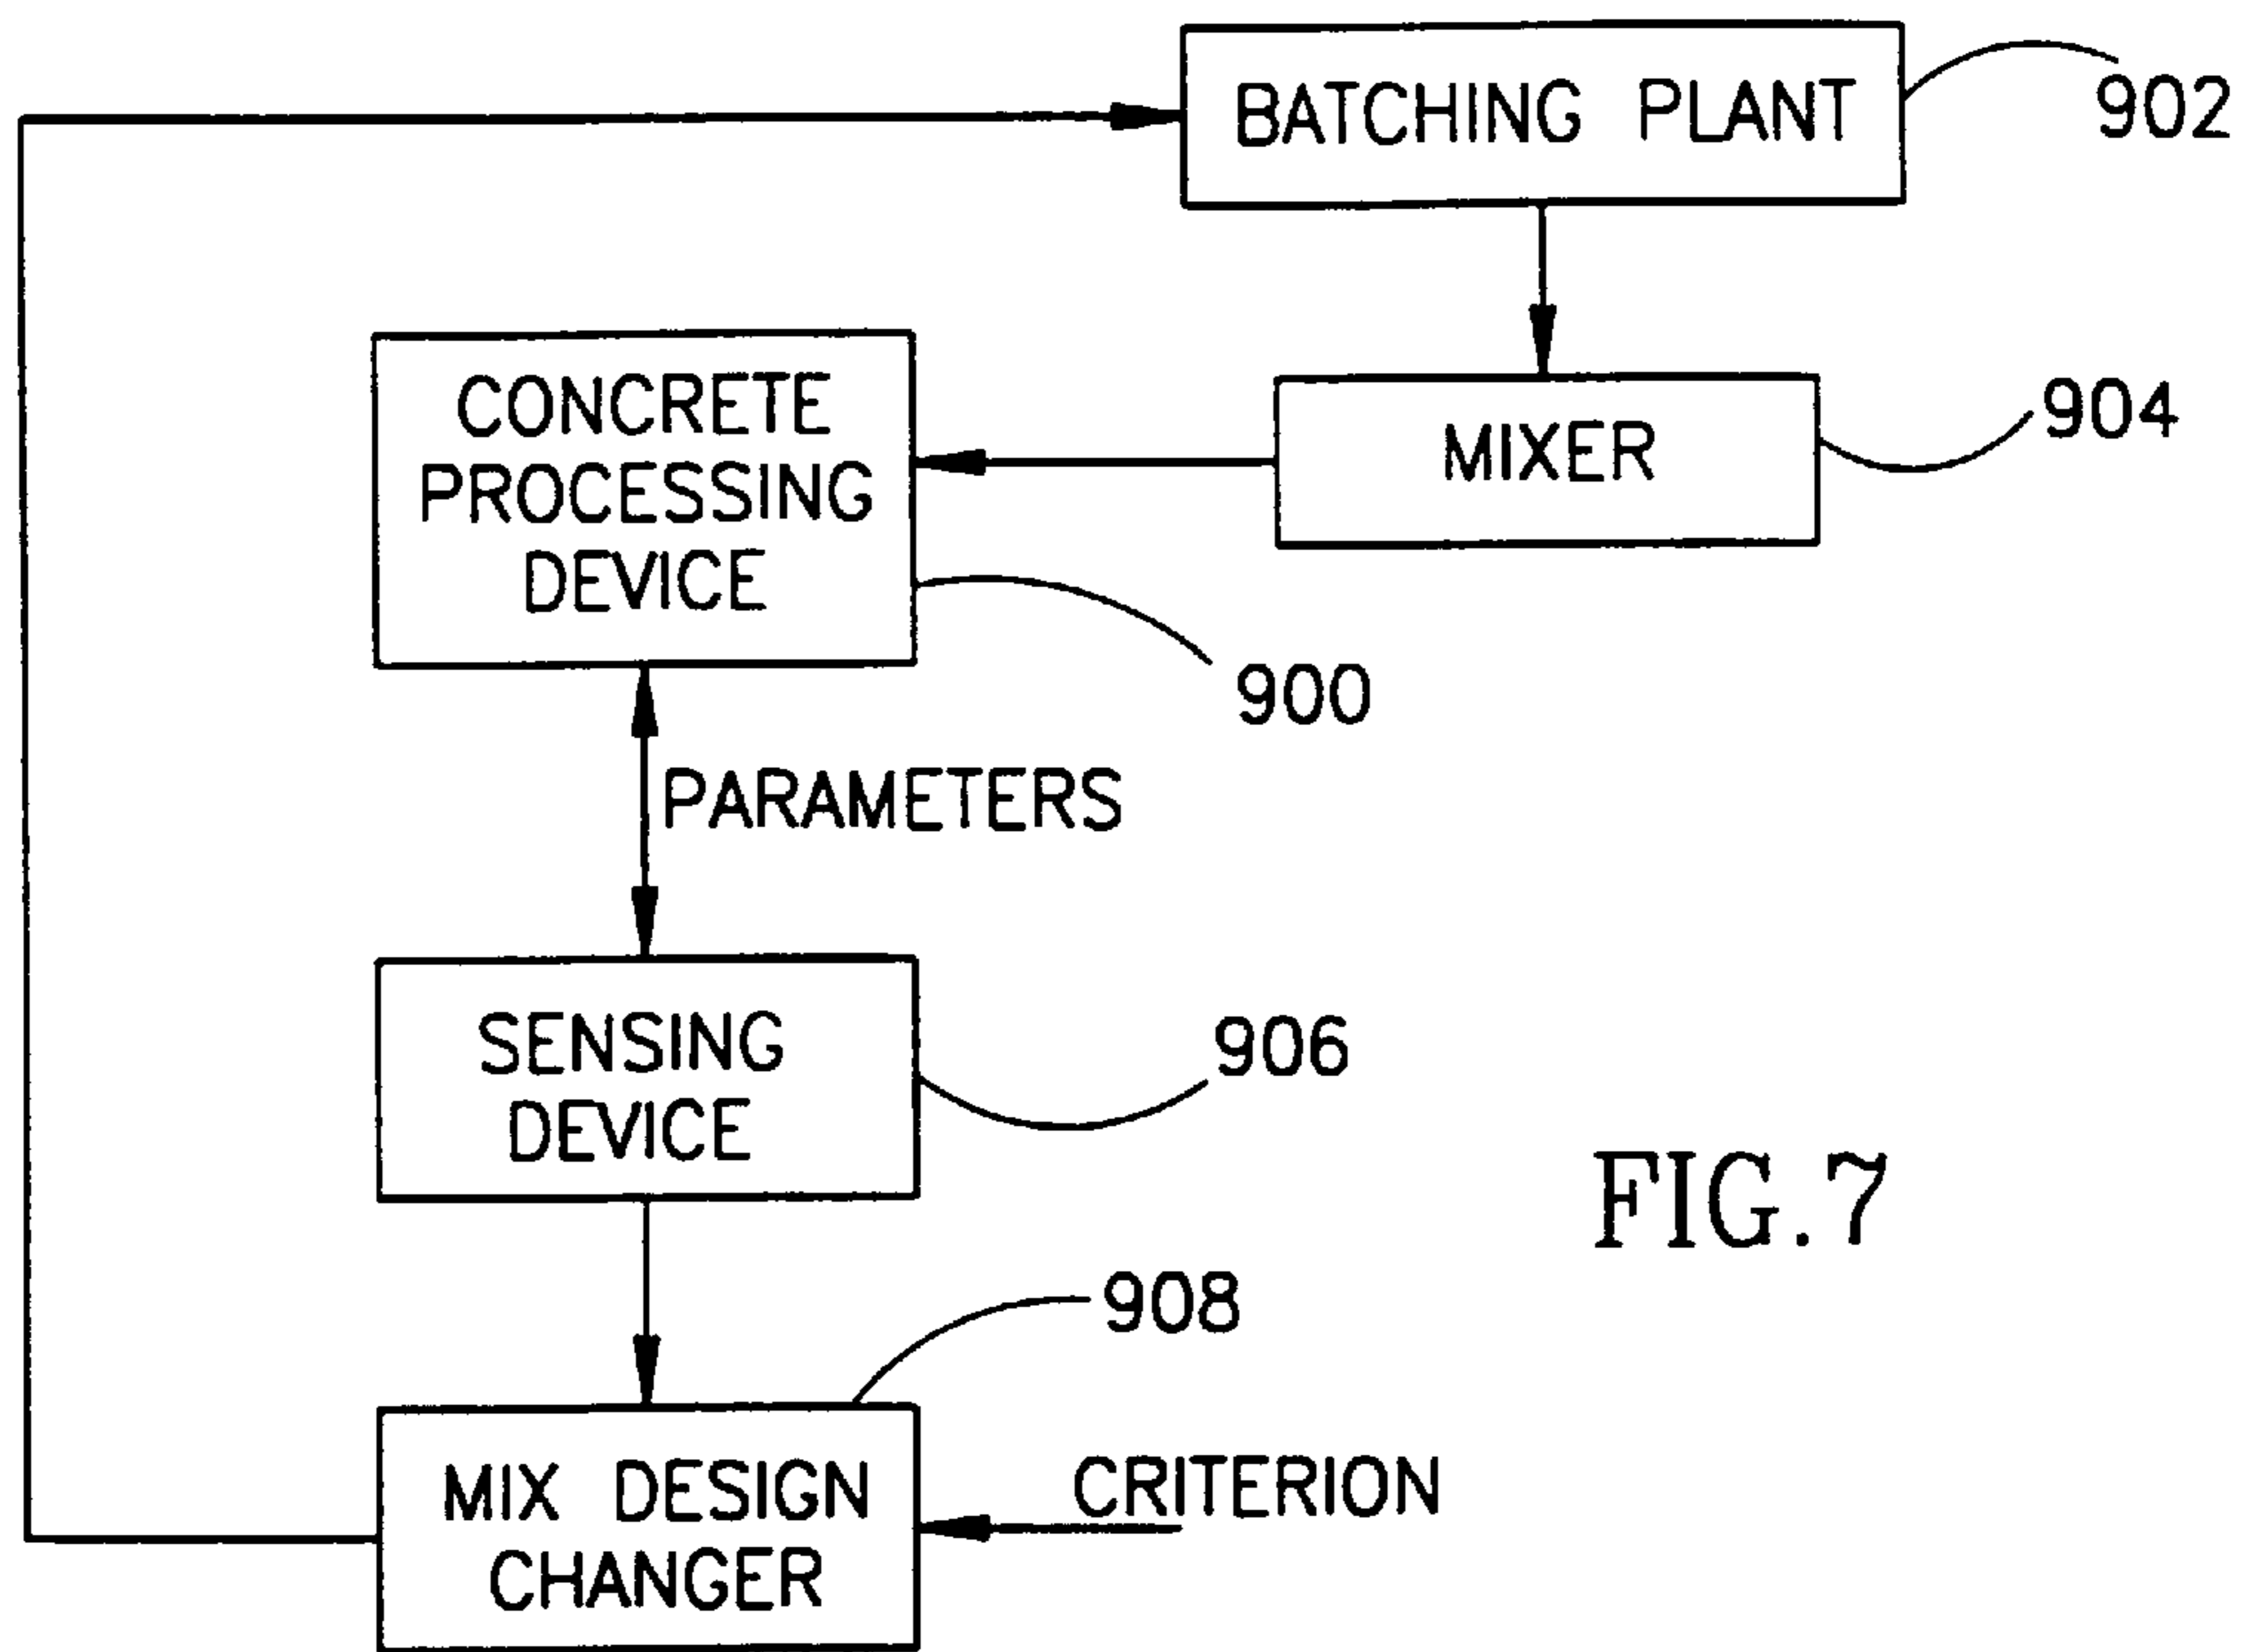 BATCHING PLANT
902
CONCRETE
PROCESSING
DEVICE
MIXER
904
900
PARAMETERS
SENSING
DEVICE
906
FIG.7
908
MIX DESIGN
CHANGER
CRITERION